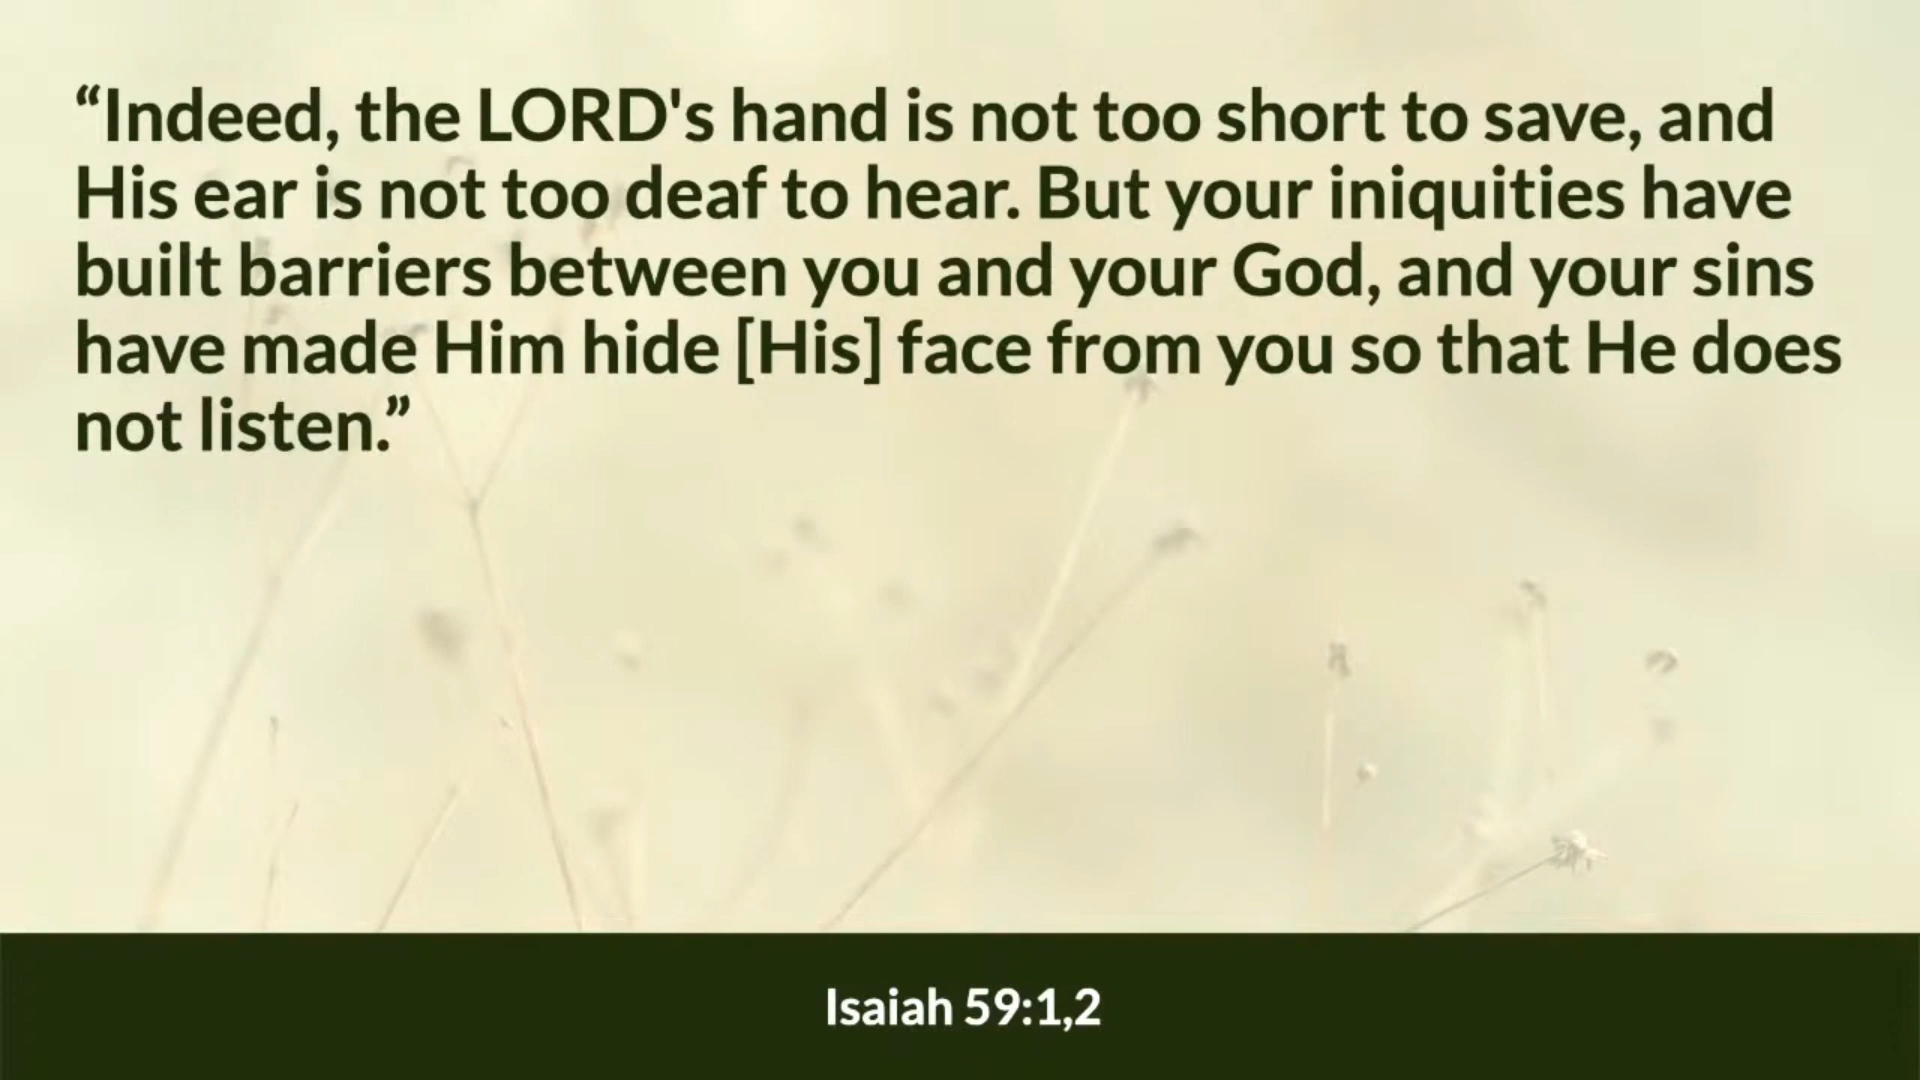 “Indeed, the LORD's hand is not too short to save, and
His ear is not too deaf to hear. But your iniquities have
built barriers between you and your God, and your sins
have made Him hide [His] face from you so that He does
not listen.”
Isaiah 59:1,2